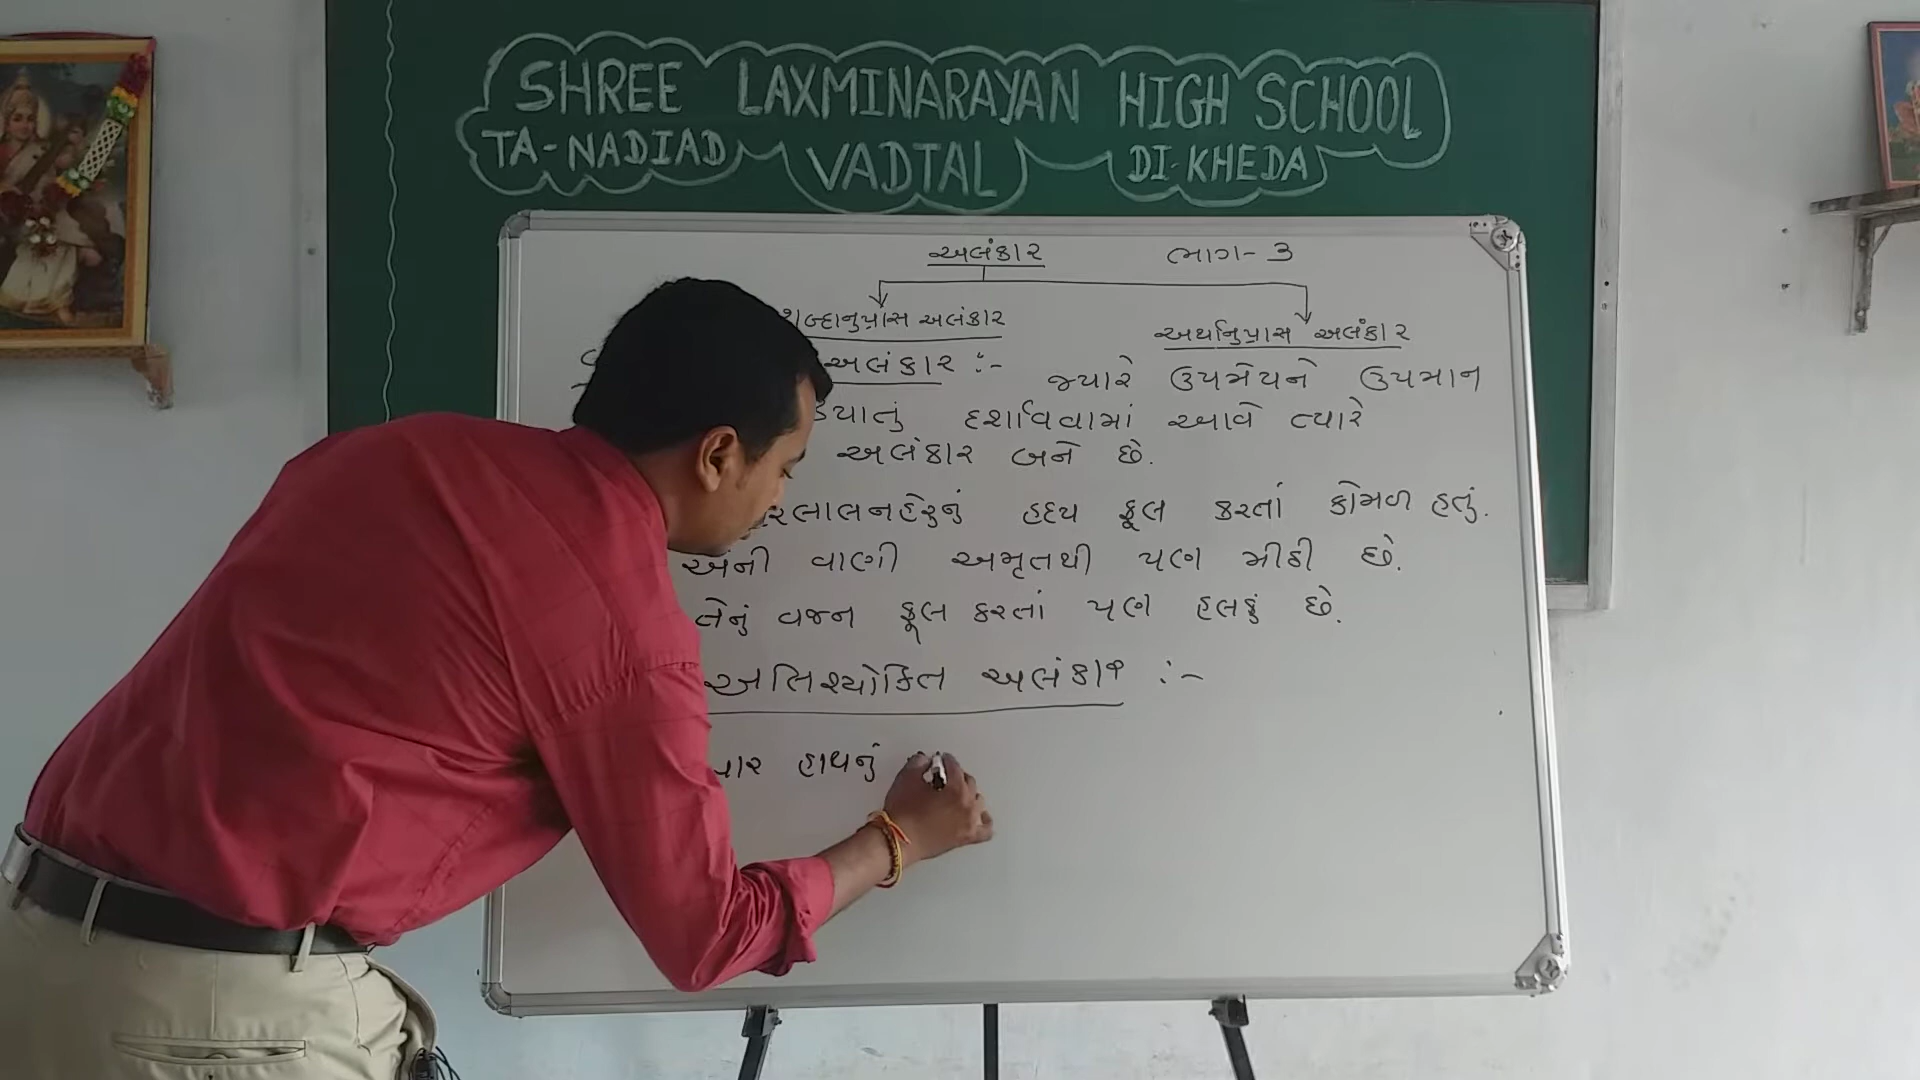 SHREE LAXMINARAYAN HIGH SCHOOL
TA-NADIAD VADTAL DI-KHEDA
અલંકાર ભાગ-૩
શબ્દાનુપ્રાસ અલંકાર અર્થાનુપ્રાસ અલંકાર
અલંકાર :- જ્યારે ઉપમેયને ઉપમાન
દર્શાવવામાં આવે ત્યારે
અલંકાર બને છે.
હૃદય ફૂલ કરતાં કોમળ હતું.
એની વાણી અમૃતથી પણ મીઠી છે.
તેનું વજન ફૂલ કરતાં પણ હલકું છે.
અતિશ્યોક્તિ અલંકાર :-
હાથનું